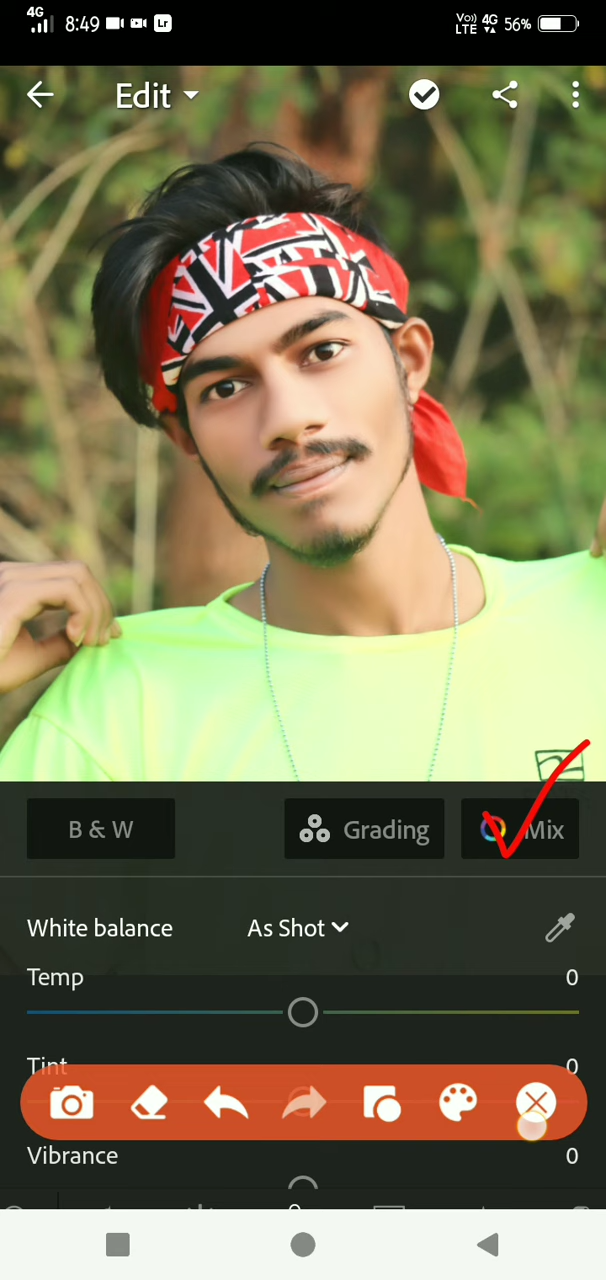 4G
8:49 Lr Vo)) LTE 4G 56%
Edit
B & W Grading Mix
White balance As Shot
Temp 0
Tint 0
Vibrance 0